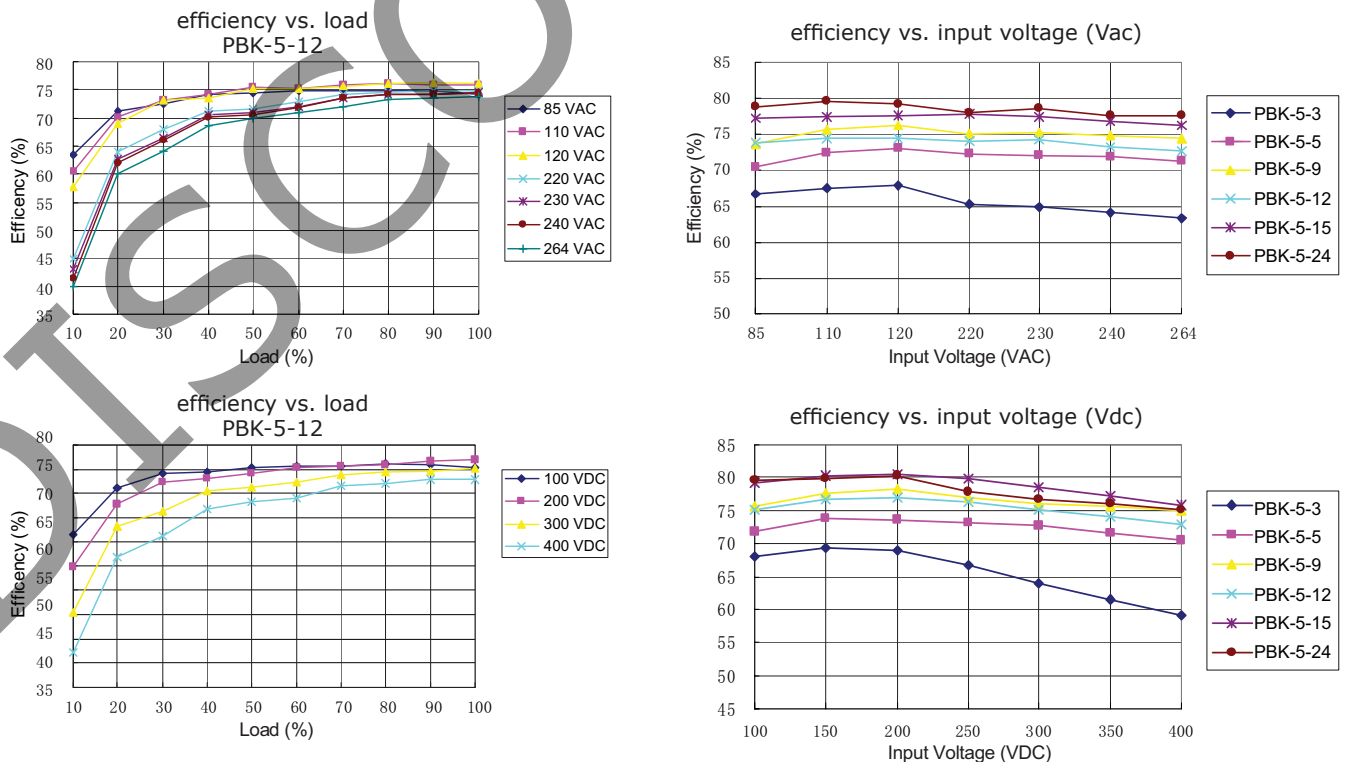 efficiency vs. load
PBK-5-12
80
75
70
65
60
55
50
45
40
35
Efficency (%)
10 20 30 40 50 60 70 80 90 100
Load (%)
85 VAC
110 VAC
120 VAC
220 VAC
230 VAC
240 VAC
264 VAC
efficiency vs. input voltage (Vac)
85
80
75
70
65
60
55
50
Efficiency (%)
85 110 120 220 230 240 264
Input Voltage (VAC)
PBK-5-3
PBK-5-5
PBK-5-9
PBK-5-12
PBK-5-15
PBK-5-24
efficiency vs. load
PBK-5-12
80
75
70
65
60
55
50
45
40
35
Efficency (%)
10 20 30 40 50 60 70 80 90 100
Load (%)
100 VDC
200 VDC
300 VDC
400 VDC
efficiency vs. input voltage (Vdc)
85
80
75
70
65
60
55
50
45
Efficiency (%)
100 150 200 250 300 350 400
Input Voltage (VDC)
PBK-5-3
PBK-5-5
PBK-5-9
PBK-5-12
PBK-5-15
PBK-5-24
DISCO